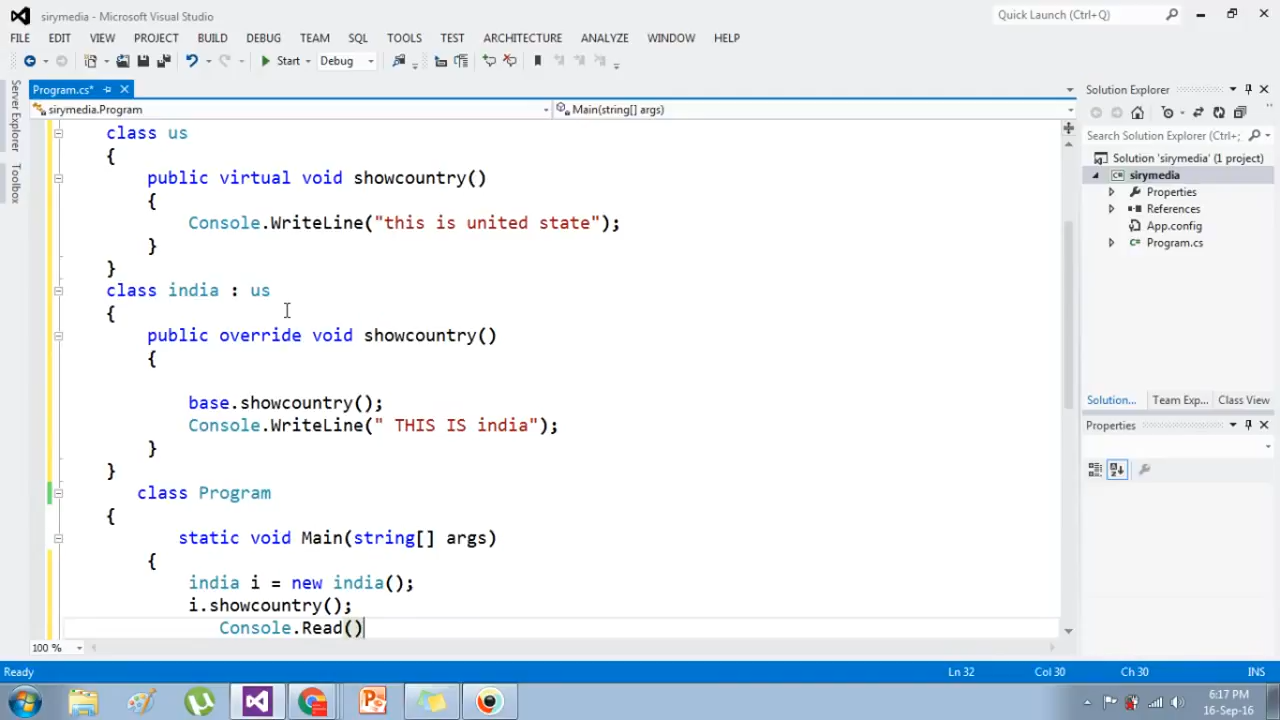 sirymedia - Microsoft Visual Studio
Quick Launch (Ctrl+Q)
FILE EDIT VIEW PROJECT BUILD DEBUG TEAM SQL TOOLS TEST ARCHITECTURE ANALYZE WINDOW HELP
Start Debug
Program.cs*
sirymedia.Program
Main(string[] args)
Server Explorer
Toolbox
class us
{
public virtual void showcountry()
{
Console.WriteLine("this is united state");
}
}
class india : us
{
public override void showcountry()
{
base.showcountry();
Console.WriteLine(" THIS IS india");
}
}
class Program
{
static void Main(string[] args)
{
india i = new india();
i.showcountry();
Console.Read()
100 %
Solution Explorer
Search Solution Explorer (Ctrl+;
Solution 'sirymedia' (1 project)
C# sirymedia
Properties
References
App.config
C# Program.cs
Solution... Team Exp... Class View
Properties
Ready
Ln 32 Col 30 Ch 30 INS
6:17 PM
16-Sep-16